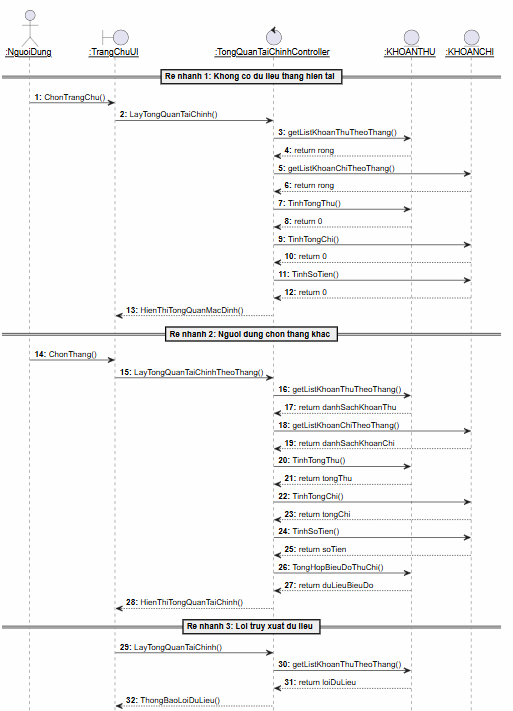 :NguoiDung
:TrangChuUI
:TongQuanTaiChinhController
:KHOANTHU
:KHOANCHI
Re nhanh 1: Khong co du lieu thang hien tai
1: ChonTrangChu()
2: LayTongQuanTaiChinh()
3: getListKhoanThuTheoThang()
4: return rong
5: getListKhoanChiTheoThang()
6: return rong
7: TinhTongThu()
8: return 0
9: TinhTongChi()
10: return 0
11: TinhSoTien()
12: return 0
13: HienThiTongQuanMacDinh()
Re nhanh 2: Nguoi dung chon thang khac
14: ChonThang()
15: LayTongQuanTaiChinhTheoThang()
16: getListKhoanThuTheoThang()
17: return danhSachKhoanThu
18: getListKhoanChiTheoThang()
19: return danhSachKhoanChi
20: TinhTongThu()
21: return tongThu
22: TinhTongChi()
23: return tongChi
24: TinhSoTien()
25: return soTien
26: TongHopBieuDoThuChi()
27: return duLieuBieuDo
28: HienThiTongQuanTaiChinh()
Re nhanh 3: Loi truy xuat du lieu
29: LayTongQuanTaiChinh()
30: getListKhoanThuTheoThang()
31: return loiDuLieu
32: ThongBaoLoiDuLieu()